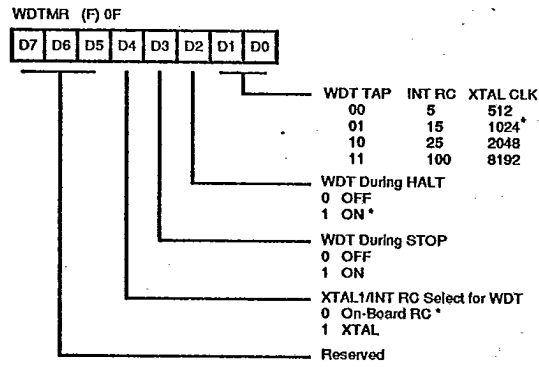 WDTMR (F) 0F
D7 D6 D5 D4 D3 D2 D1 D0
WDT TAP INT RC XTAL CLK
00 5 512
01 15 1024*
10 25 2048
11 100 8192
WDT During HALT
0 OFF
1 ON *
WDT During STOP
0 OFF
1 ON
XTAL1/INT RC Select for WDT
0 On-Board RC *
1 XTAL
Reserved